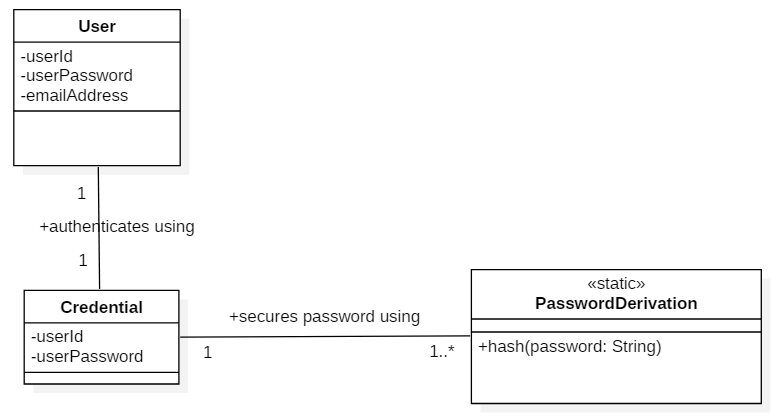 User
-userId
-userPassword
-emailAddress
1
+authenticates using
1
Credential
-userId
-userPassword
+secures password using
1
1..*
«static»
PasswordDerivation
+hash(password: String)